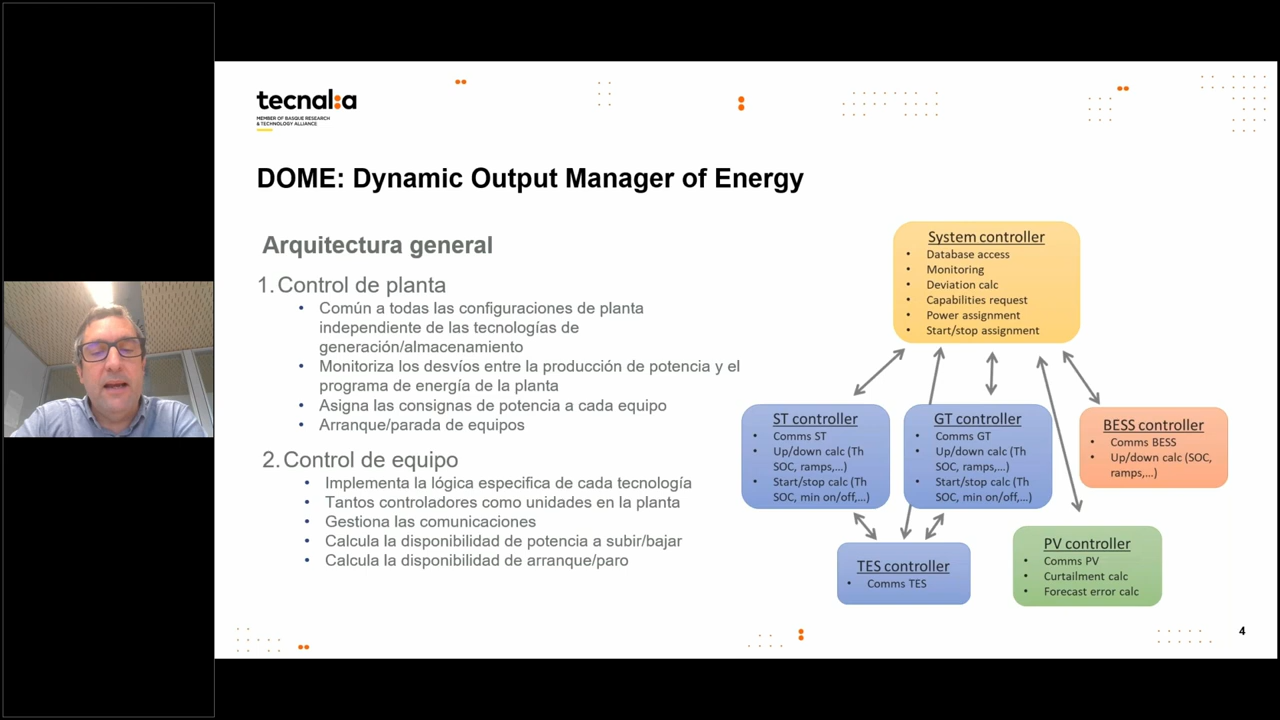 tecnal:a
MEMBER OF BASQUE RESEARCH
& TECHNOLOGY ALLIANCE
DOME: Dynamic Output Manager of Energy
Arquitectura general
1. Control de planta
• Común a todas las configuraciones de planta
independiente de las tecnologías de
generación/almacenamiento
• Monitoriza los desvíos entre la producción de potencia y el
programa de energía de la planta
• Asigna las consignas de potencia a cada equipo
• Arranque/parada de equipos
2. Control de equipo
• Implementa la lógica especifica de cada tecnología
• Tantos controladores como unidades en la planta
• Gestiona las comunicaciones
• Calcula la disponibilidad de potencia a subir/bajar
• Calcula la disponibilidad de arranque/paro
System controller
• Database access
• Monitoring
• Deviation calc
• Capabilities request
• Power assignment
• Start/stop assignment
ST controller
• Comms ST
• Up/down calc (Th
SOC, ramps,...)
• Start/stop calc (Th
SOC, min on/off,...)
GT controller
• Comms GT
• Up/down calc (Th
SOC, ramps,...)
• Start/stop calc (Th
SOC, min on/off,...)
BESS controller
• Comms BESS
• Up/down calc (SOC,
ramps,...)
TES controller
• Comms TES
PV controller
• Comms PV
• Curtailment calc
• Forecast error calc
4